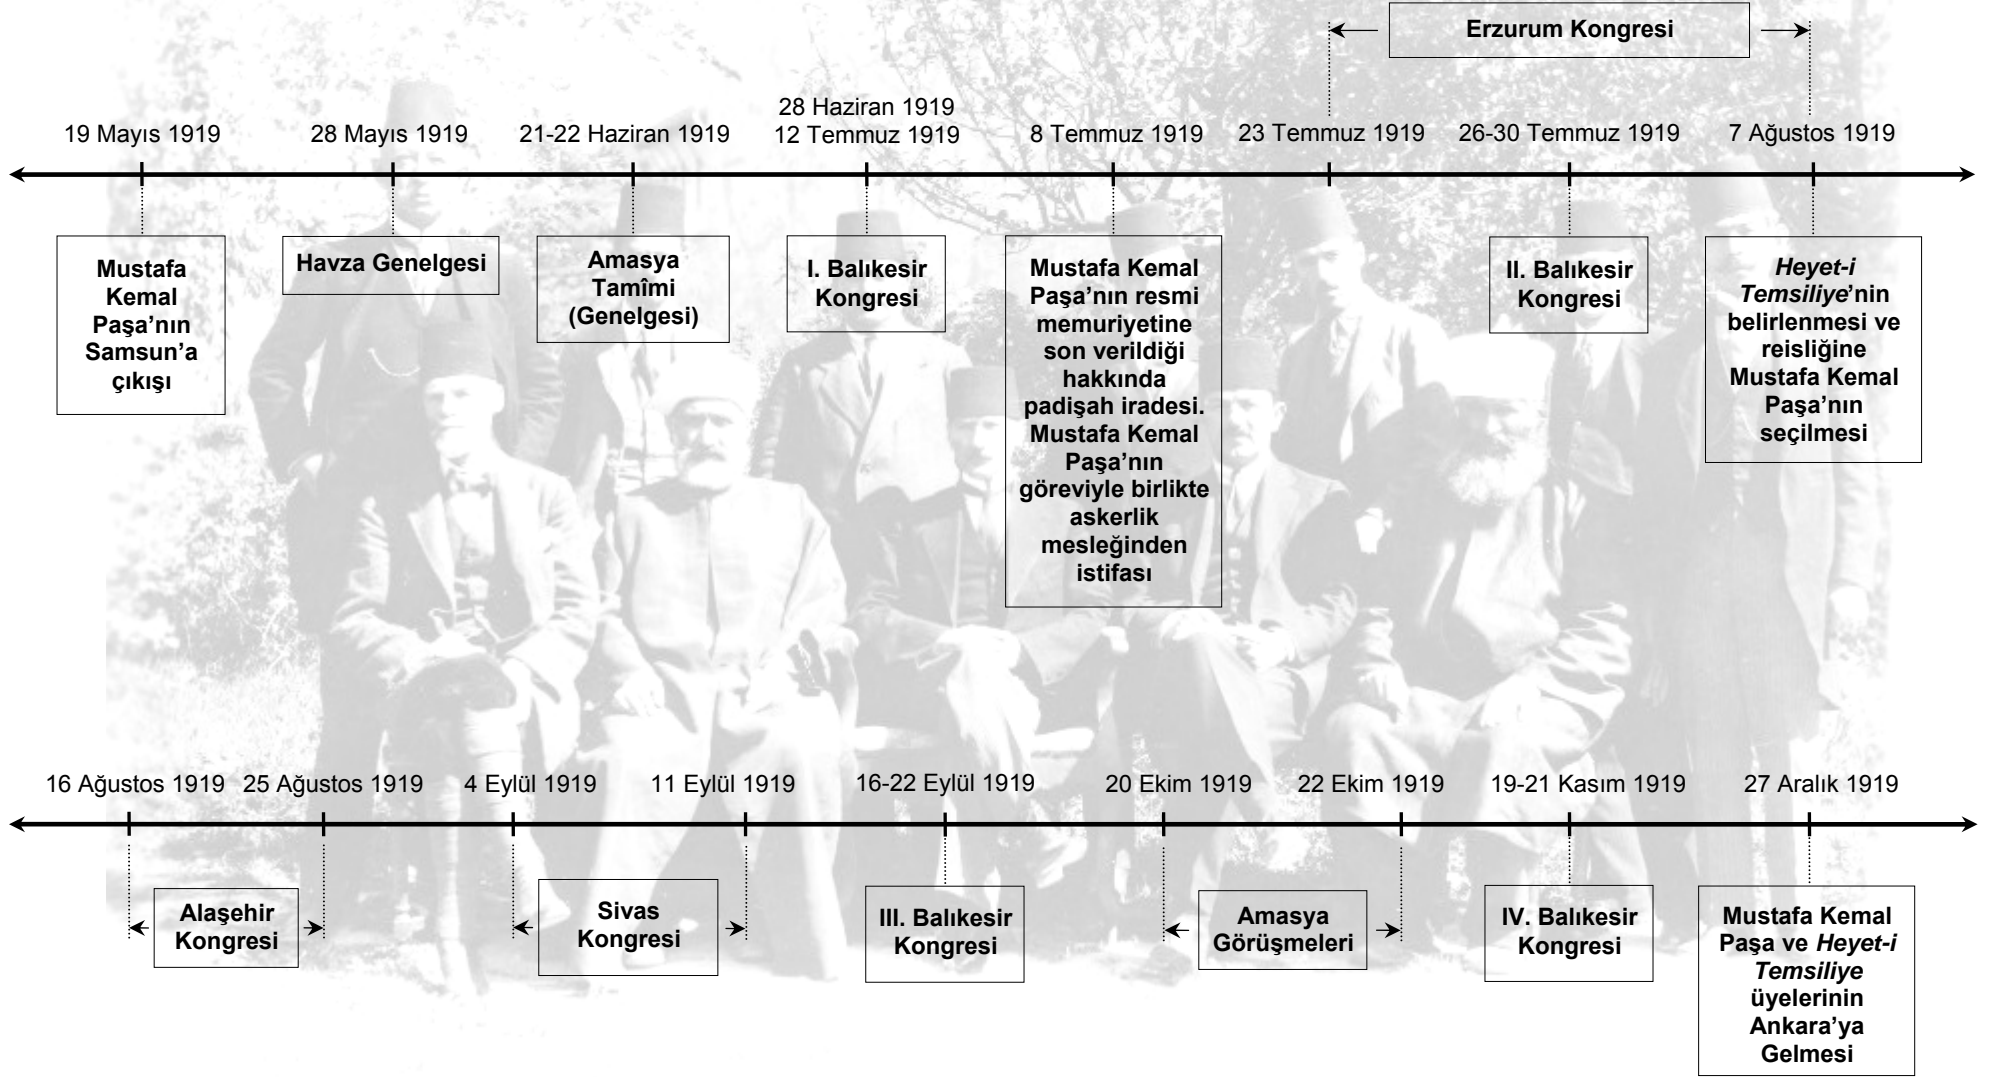 Erzurum Kongresi
19 Mayıs 1919
28 Mayıs 1919
21-22 Haziran 1919
28 Haziran 1919
12 Temmuz 1919
8 Temmuz 1919
23 Temmuz 1919
26-30 Temmuz 1919
7 Ağustos 1919
Mustafa
Kemal
Paşa’nın
Samsun’a
çıkışı
Havza Genelgesi
Amasya
Tamîmi
(Genelgesi)
I. Balıkesir
Kongresi
Mustafa Kemal
Paşa’nın resmi
memuriyetine
son verildiği
hakkında
padişah iradesi.
Mustafa Kemal
Paşa’nın
göreviyle birlikte
askerlik
mesleğinden
istifası
II. Balıkesir
Kongresi
Heyet-i
Temsiliye’nin
belirlenmesi ve
reisliğine
Mustafa Kemal
Paşa’nın
seçilmesi
16 Ağustos 1919
25 Ağustos 1919
4 Eylül 1919
11 Eylül 1919
16-22 Eylül 1919
20 Ekim 1919
22 Ekim 1919
19-21 Kasım 1919
27 Aralık 1919
Alaşehir
Kongresi
Sivas
Kongresi
III. Balıkesir
Kongresi
Amasya
Görüşmeleri
IV. Balıkesir
Kongresi
Mustafa Kemal
Paşa ve Heyet-i
Temsiliye
üyelerinin
Ankara’ya
Gelmesi